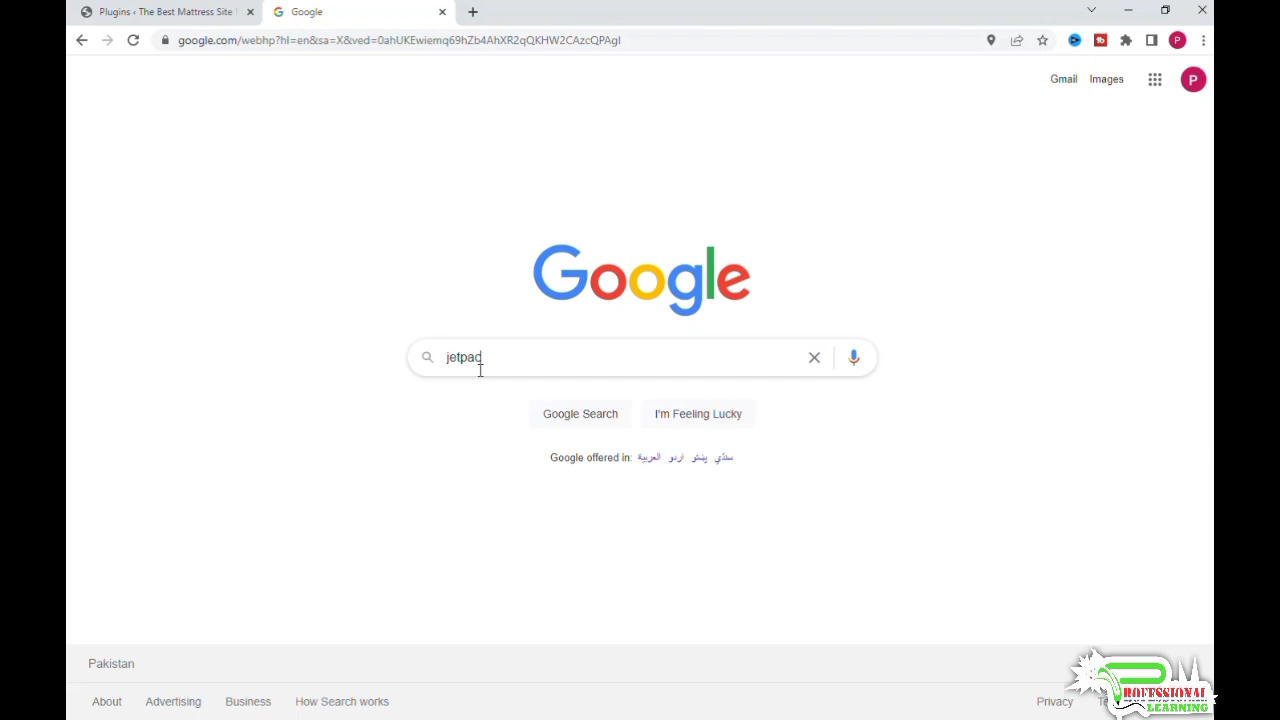 Plugins ‹ The Best Mattress Site
Google
google.com/webhp?hl=en&sa=X&ved=0ahUKEwiemq69hZb4AhXR2qQKHW2CAzcQPAgI
P
Gmail Images P
Google
jetpac
Google Search I'm Feeling Lucky
Google offered in: العربية اردو پښتو سنڌي
Pakistan
About Advertising Business How Search works
Privacy
PROFESSIONAL
LEARNING